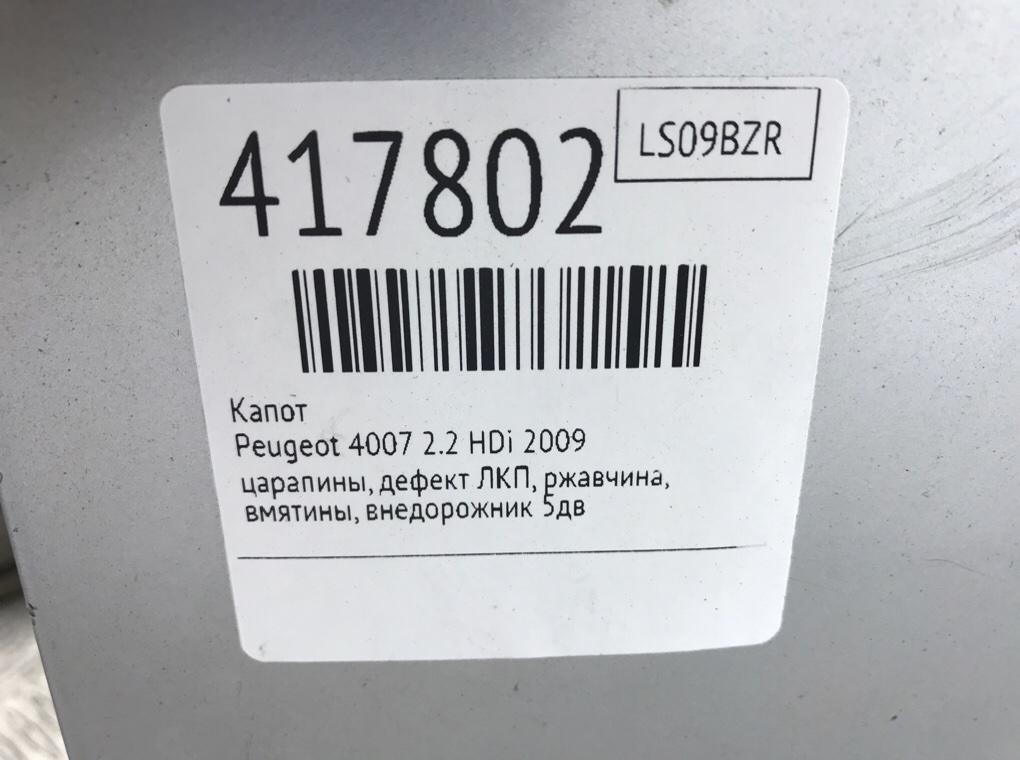 417802
LS09BZR
Капот
Peugeot 4007 2.2 HDi 2009
царапины, дефект ЛКП, ржавчина,
вмятины, внедорожник 5дв